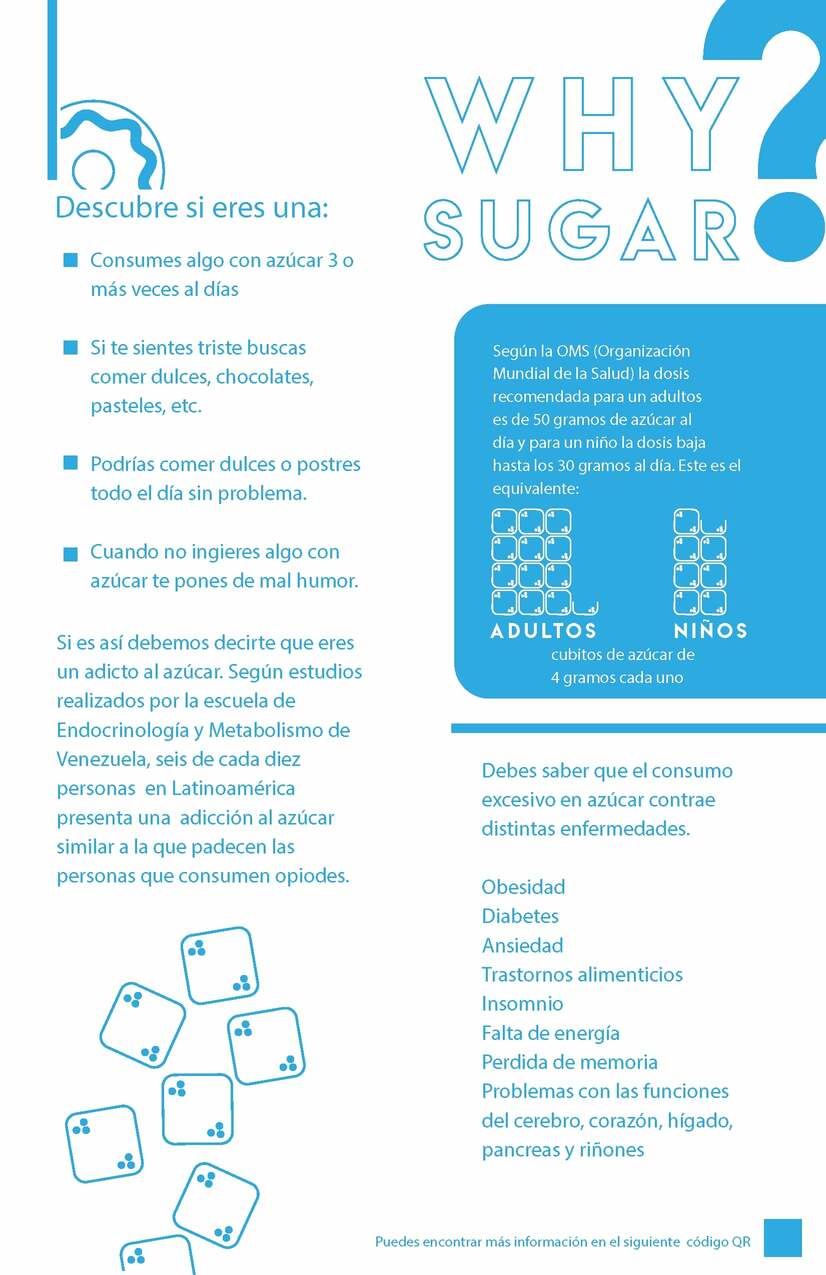 Descubre si eres una:
Consumes algo con azúcar 3 o
más veces al días
Si te sientes triste buscas
comer dulces, chocolates,
pasteles, etc.
Podrías comer dulces o postres
todo el día sin problema.
Cuando no ingieres algo con
azúcar te pones de mal humor.
Si es así debemos decirte que eres
un adicto al azúcar. Según estudios
realizados por la escuela de
Endocrinología y Metabolismo de
Venezuela, seis de cada diez
personas en Latinoamérica
presenta una adicción al azúcar
similar a la que padecen las
personas que consumen opiodes.
WHY
SUGAR?
Según la OMS (Organización
Mundial de la Salud) la dosis
recomendada para un adultos
es de 50 gramos de azúcar al
día y para un niño la dosis baja
hasta los 30 gramos al día. Este es el
equivalente:
ADULTOS NIÑOS
cubitos de azúcar de
4 gramos cada uno
Debes saber que el consumo
excesivo en azúcar contrae
distintas enfermedades.
Obesidad
Diabetes
Ansiedad
Trastornos alimenticios
Insomnio
Falta de energía
Perdida de memoria
Problemas con las funciones
del cerebro, corazón, hígado,
pancreas y riñones
Puedes encontrar más información en el siguiente código QR